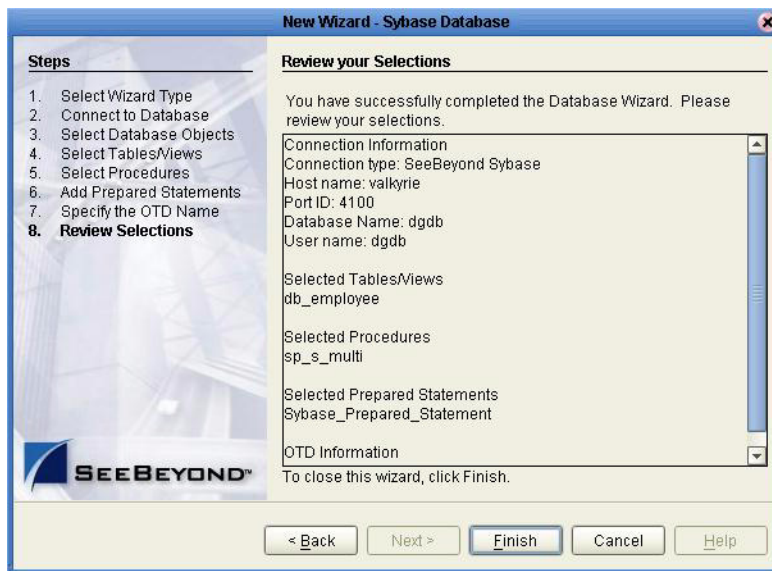 New Wizard - Sybase Database
Steps
1. Select Wizard Type
2. Connect to Database
3. Select Database Objects
4. Select Tables/Views
5. Select Procedures
6. Add Prepared Statements
7. Specify the OTD Name
8. Review Selections
SEEBEYOND™
Review your Selections
You have successfully completed the Database Wizard. Please
review your selections.
Connection Information
Connection type: SeeBeyond Sybase
Host name: valkyrie
Port ID: 4100
Database Name: dgdb
User name: dgdb
Selected Tables/Views
db_employee
Selected Procedures
sp_s_multi
Selected Prepared Statements
Sybase_Prepared_Statement
OTD Information
To close this wizard, click Finish.
< Back
Next >
Finish
Cancel
Help